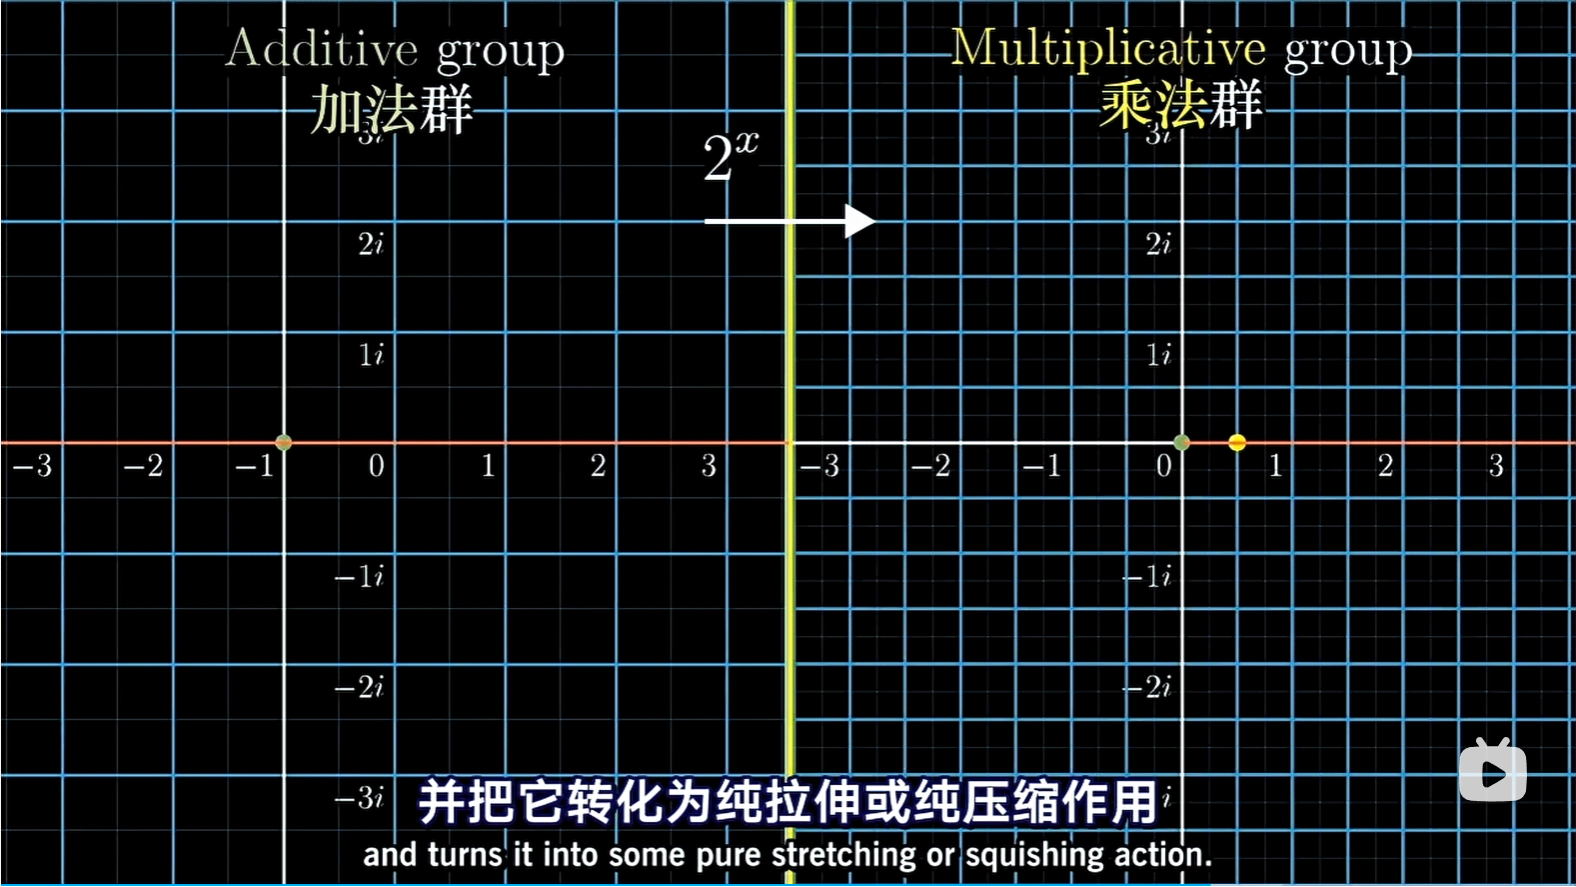 Additive group
加法群
Multiplicative group
乘法群
2^x
3i
2i
1i
-3 -2 -1 0 1 2 3
-1i
-2i
-3i
3i
2i
1i
-3 -2 -1 0 1 2 3
-1i
-2i
i
并把它转化为纯拉伸或纯压缩作用
and turns it into some pure stretching or squishing action.